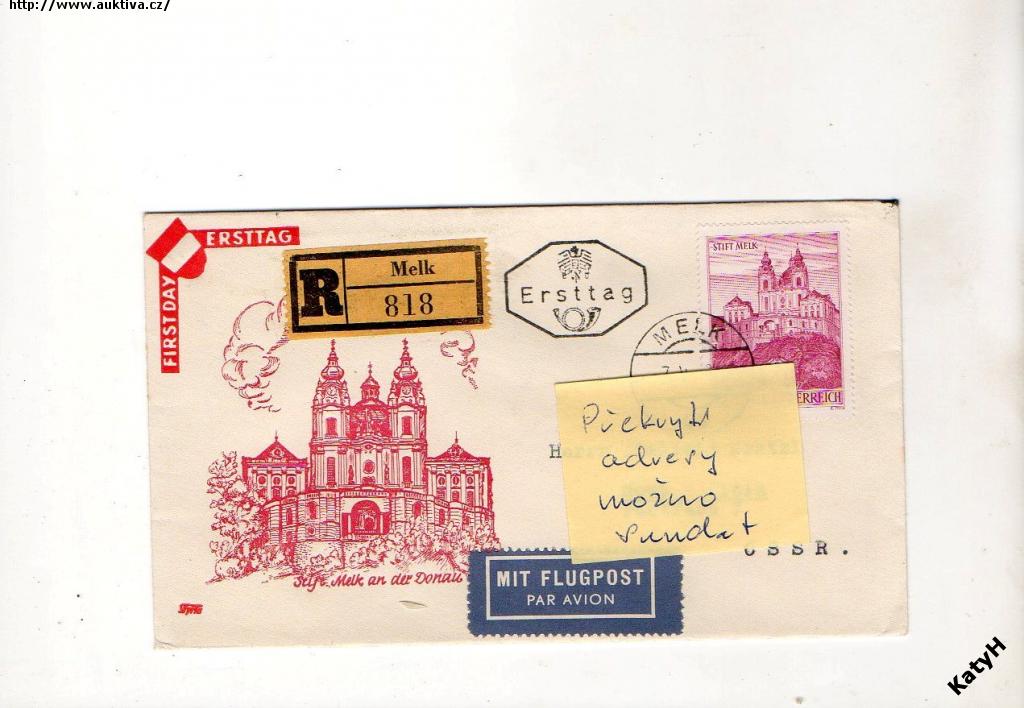 http://www.auktiva.cz/
ERSTTAG
FIRST DAY
R
Melk
818
Ersttag
STIFT MELK
MELK
ERREICH
Překrytí
adresy
možno
sundat
H
ČSSR.
Stift Melk an der Donau
MIT FLUGPOST
PAR AVION
KatyH